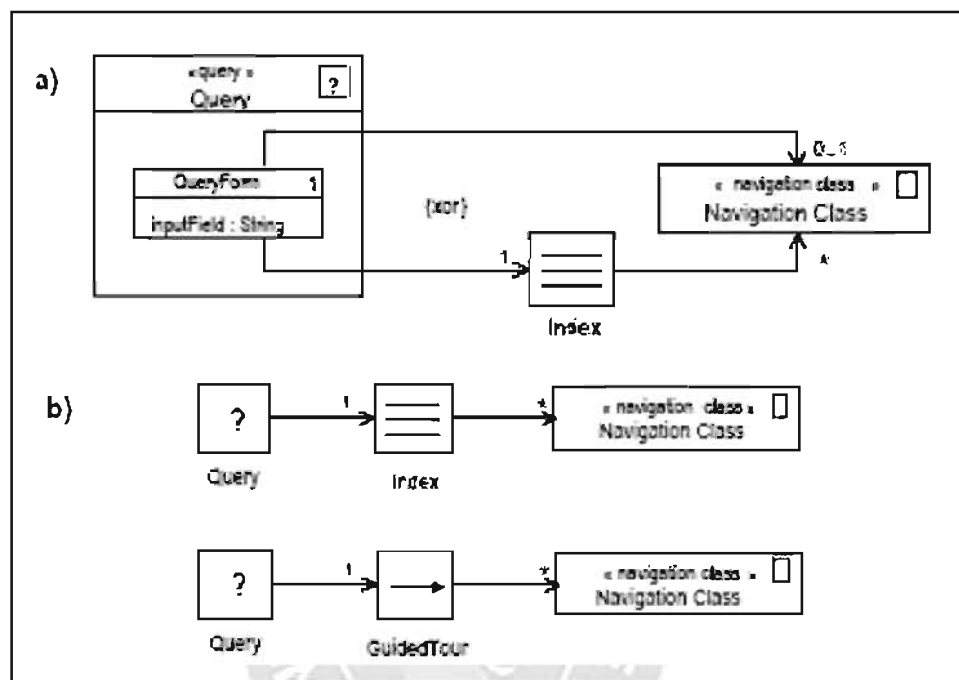 a)
«query»
Query
?
QueryForm 1
inputField : String
{xor}
0..1
« navigation class »
Navigation Class
1
*
Index
b)
?
1
*
« navigation class »
Navigation Class
Query
Index
?
1
*
« navigation class »
Navigation Class
Query
GuidedTour